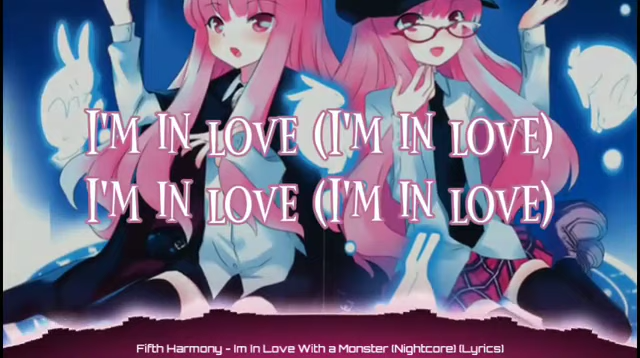 I'm in love (I'm in love)
I'm in love (I'm in love)
Fifth Harmony - Im In Love With a Monster (Nightcore) (Lyrics)